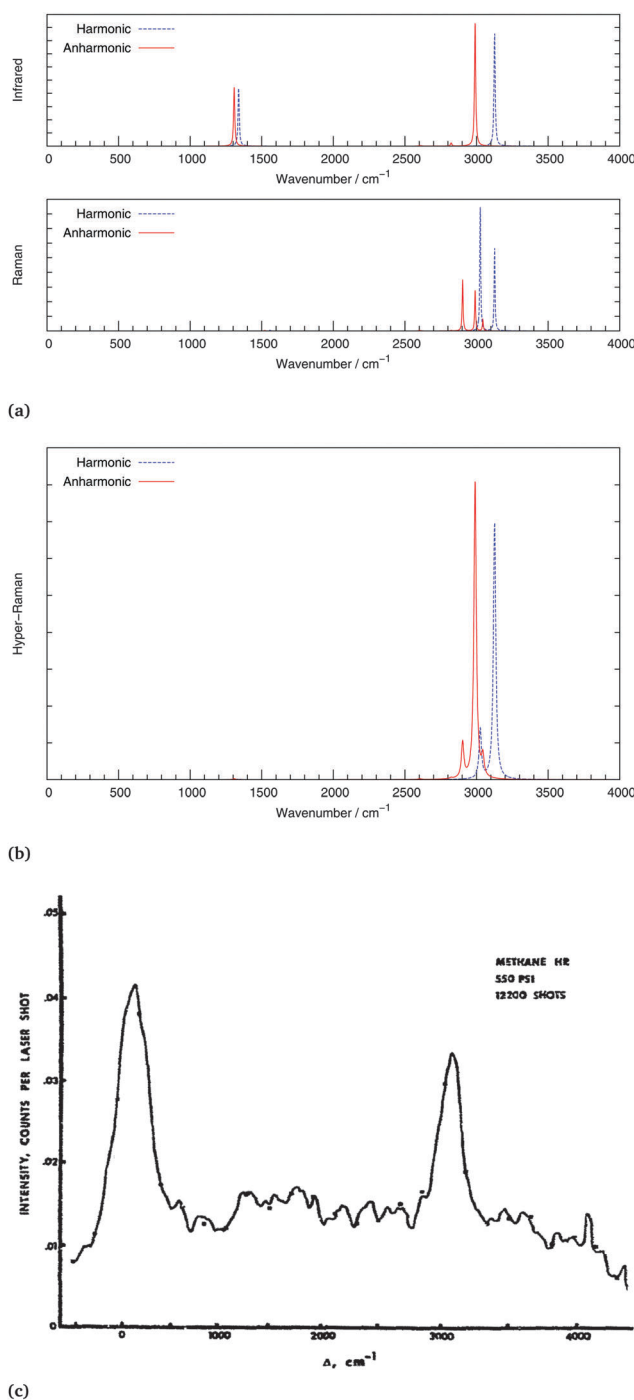 Harmonic
Anharmonic
Infrared
0 500 1000 1500 2000 2500 3000 3500 4000
Wavenumber / cm⁻¹
Harmonic
Anharmonic
Raman
0 500 1000 1500 2000 2500 3000 3500 4000
Wavenumber / cm⁻¹
(a)
Harmonic
Anharmonic
Hyper−Raman
0 500 1000 1500 2000 2500 3000 3500 4000
Wavenumber / cm⁻¹
(b)
.05
METHANE HR
550 PSI
12200 SHOTS
.04
.03
.02
.01
0
INTENSITY, COUNTS PER LASER SHOT
0 1000 2000 3000 4000
Δ, cm⁻¹
(c)